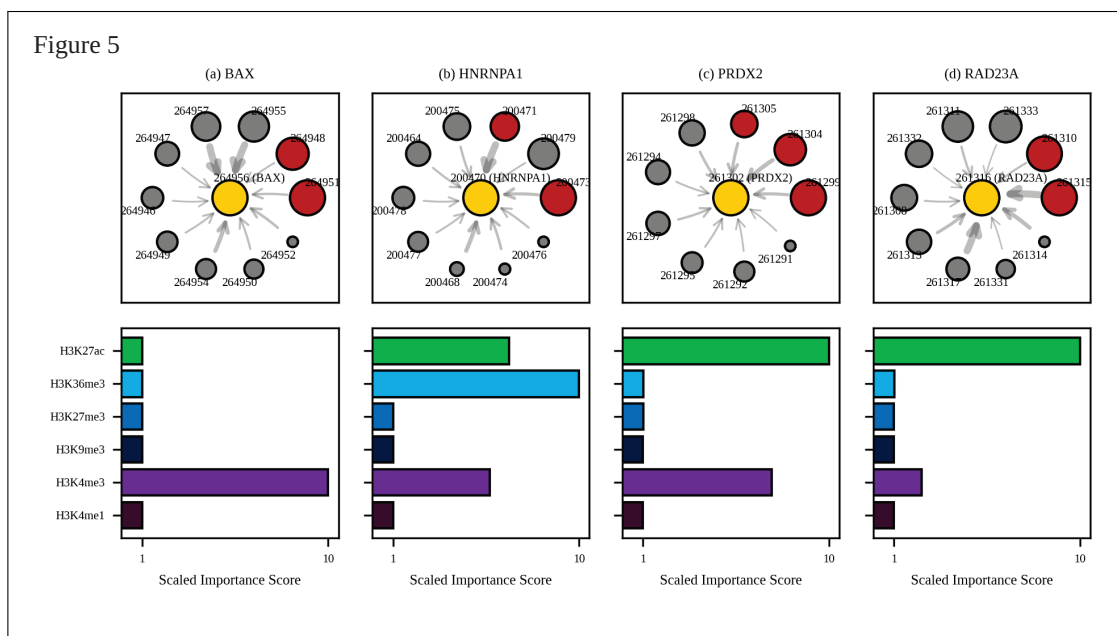 Figure 5
(a) BAX
(b) HNRNPA1
(c) PRDX2
(d) RAD23A
264957
264955
264947
264948
264956 (BAX)
264951
264946
264949
264952
264954
264950
200475
200471
200464
200479
200470 (HNRNPA1)
200473
200478
200477
200476
200468
200474
261305
261298
261304
261294
261302 (PRDX2)
261299
261297
261291
261295
261292
261311
261333
261332
261310
261316 (RAD23A)
261315
261308
261313
261314
261317
261331
H3K27ac
H3K36me3
H3K27me3
H3K9me3
H3K4me3
H3K4me1
1
10
1
10
1
10
1
10
Scaled Importance Score
Scaled Importance Score
Scaled Importance Score
Scaled Importance Score